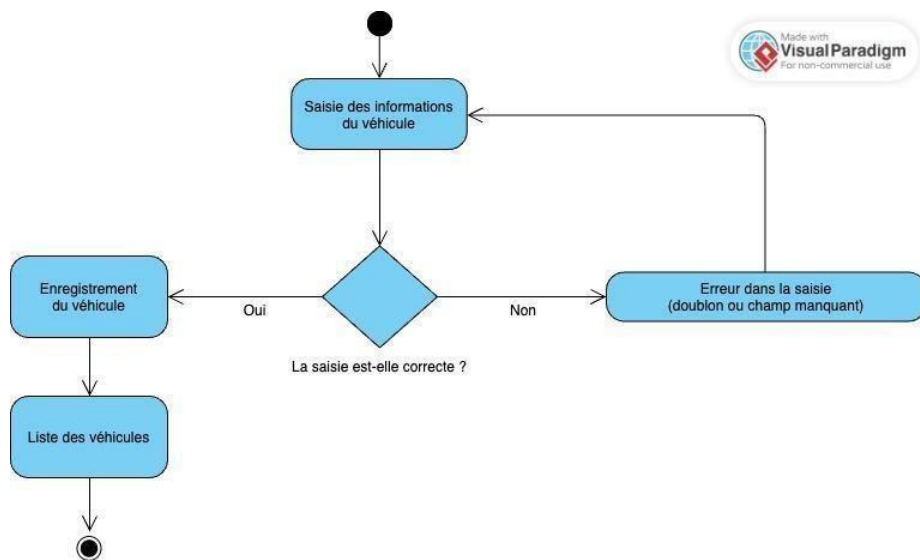 Made with
Visual Paradigm
For non-commercial use
Saisie des informations
du véhicule
Enregistrement
du véhicule
Oui
Non
Erreur dans la saisie
(doublon ou champ manquant)
La saisie est-elle correcte ?
Liste des véhicules